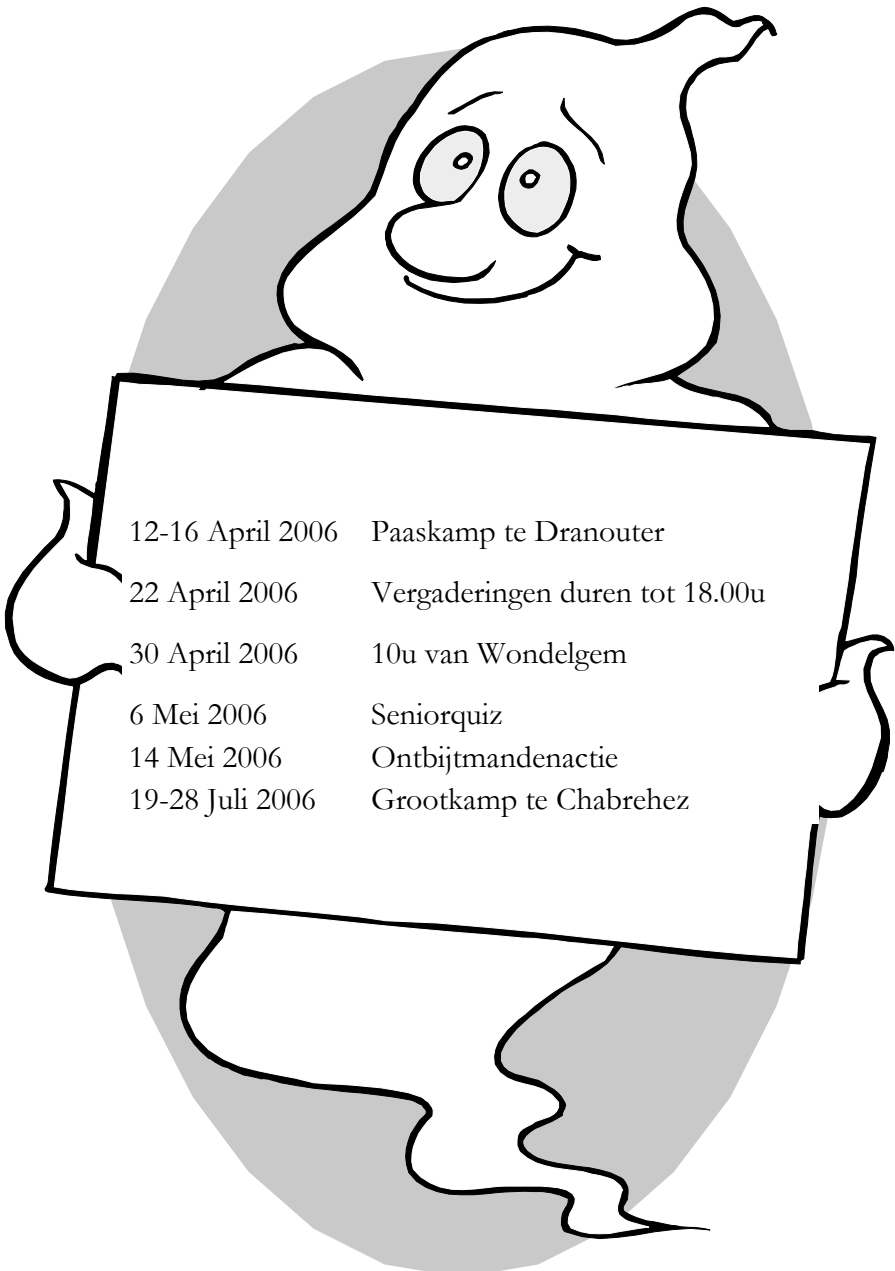 12-16 April 2006 Paaskamp te Dranouter
22 April 2006 Vergaderingen duren tot 18.00u
30 April 2006 10u van Wondelgem
6 Mei 2006 Seniorquiz
14 Mei 2006 Ontbijtmandenactie
19-28 Juli 2006 Grootkamp te Chabrehez